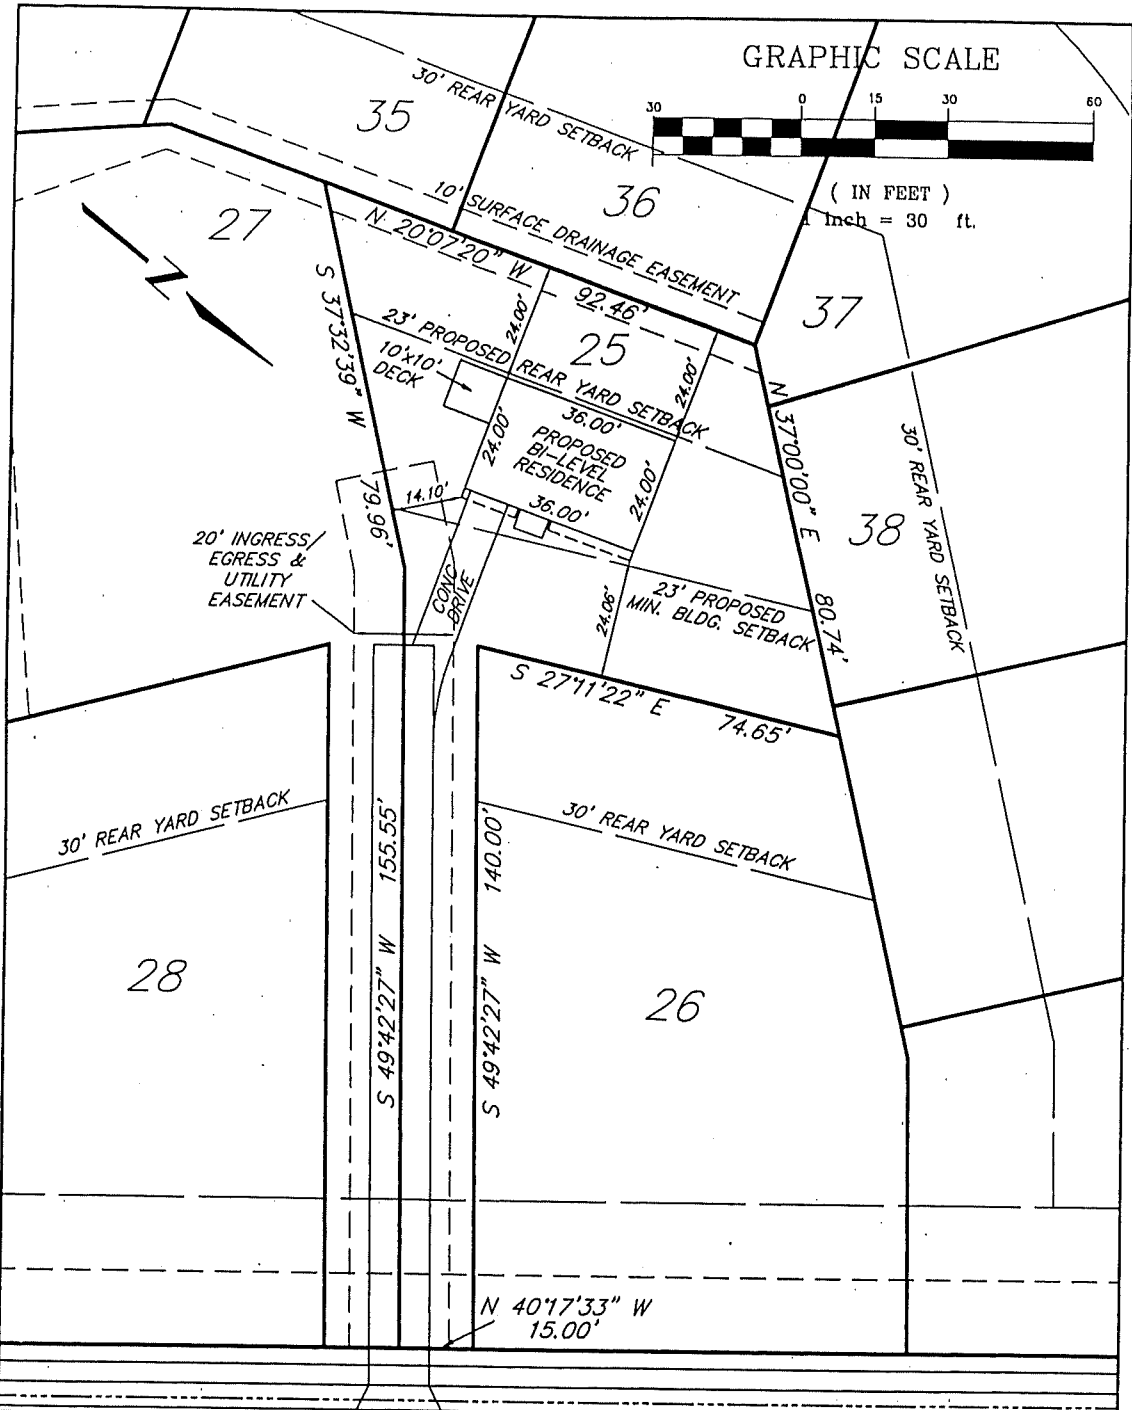 GRAPHIC SCALE
30 0 15 30 60
( IN FEET )
1 inch = 30 ft.
35
30' REAR YARD SETBACK
36
10' SURFACE DRAINAGE EASEMENT
27
N 20°07'20" W
92.46'
37
S 37°32'39" W
79.96'
24.00'
25
24.00'
23' PROPOSED REAR YARD SETBACK
10'x10'
DECK
36.00'
24.00'
PROPOSED
BI-LEVEL
RESIDENCE
24.00'
36.00'
N 37°00'00" E
80.74'
30' REAR YARD SETBACK
38
14.10'
20' INGRESS/
EGRESS &
UTILITY
EASEMENT
CONC
DRIVE
24.06'
23' PROPOSED
MIN. BLDG. SETBACK
S 27°11'22" E 74.65'
30' REAR YARD SETBACK
S 49°42'27" W 155.55'
S 49°42'27" W 140.00'
30' REAR YARD SETBACK
28
26
N 40°17'33" W
15.00'
Z